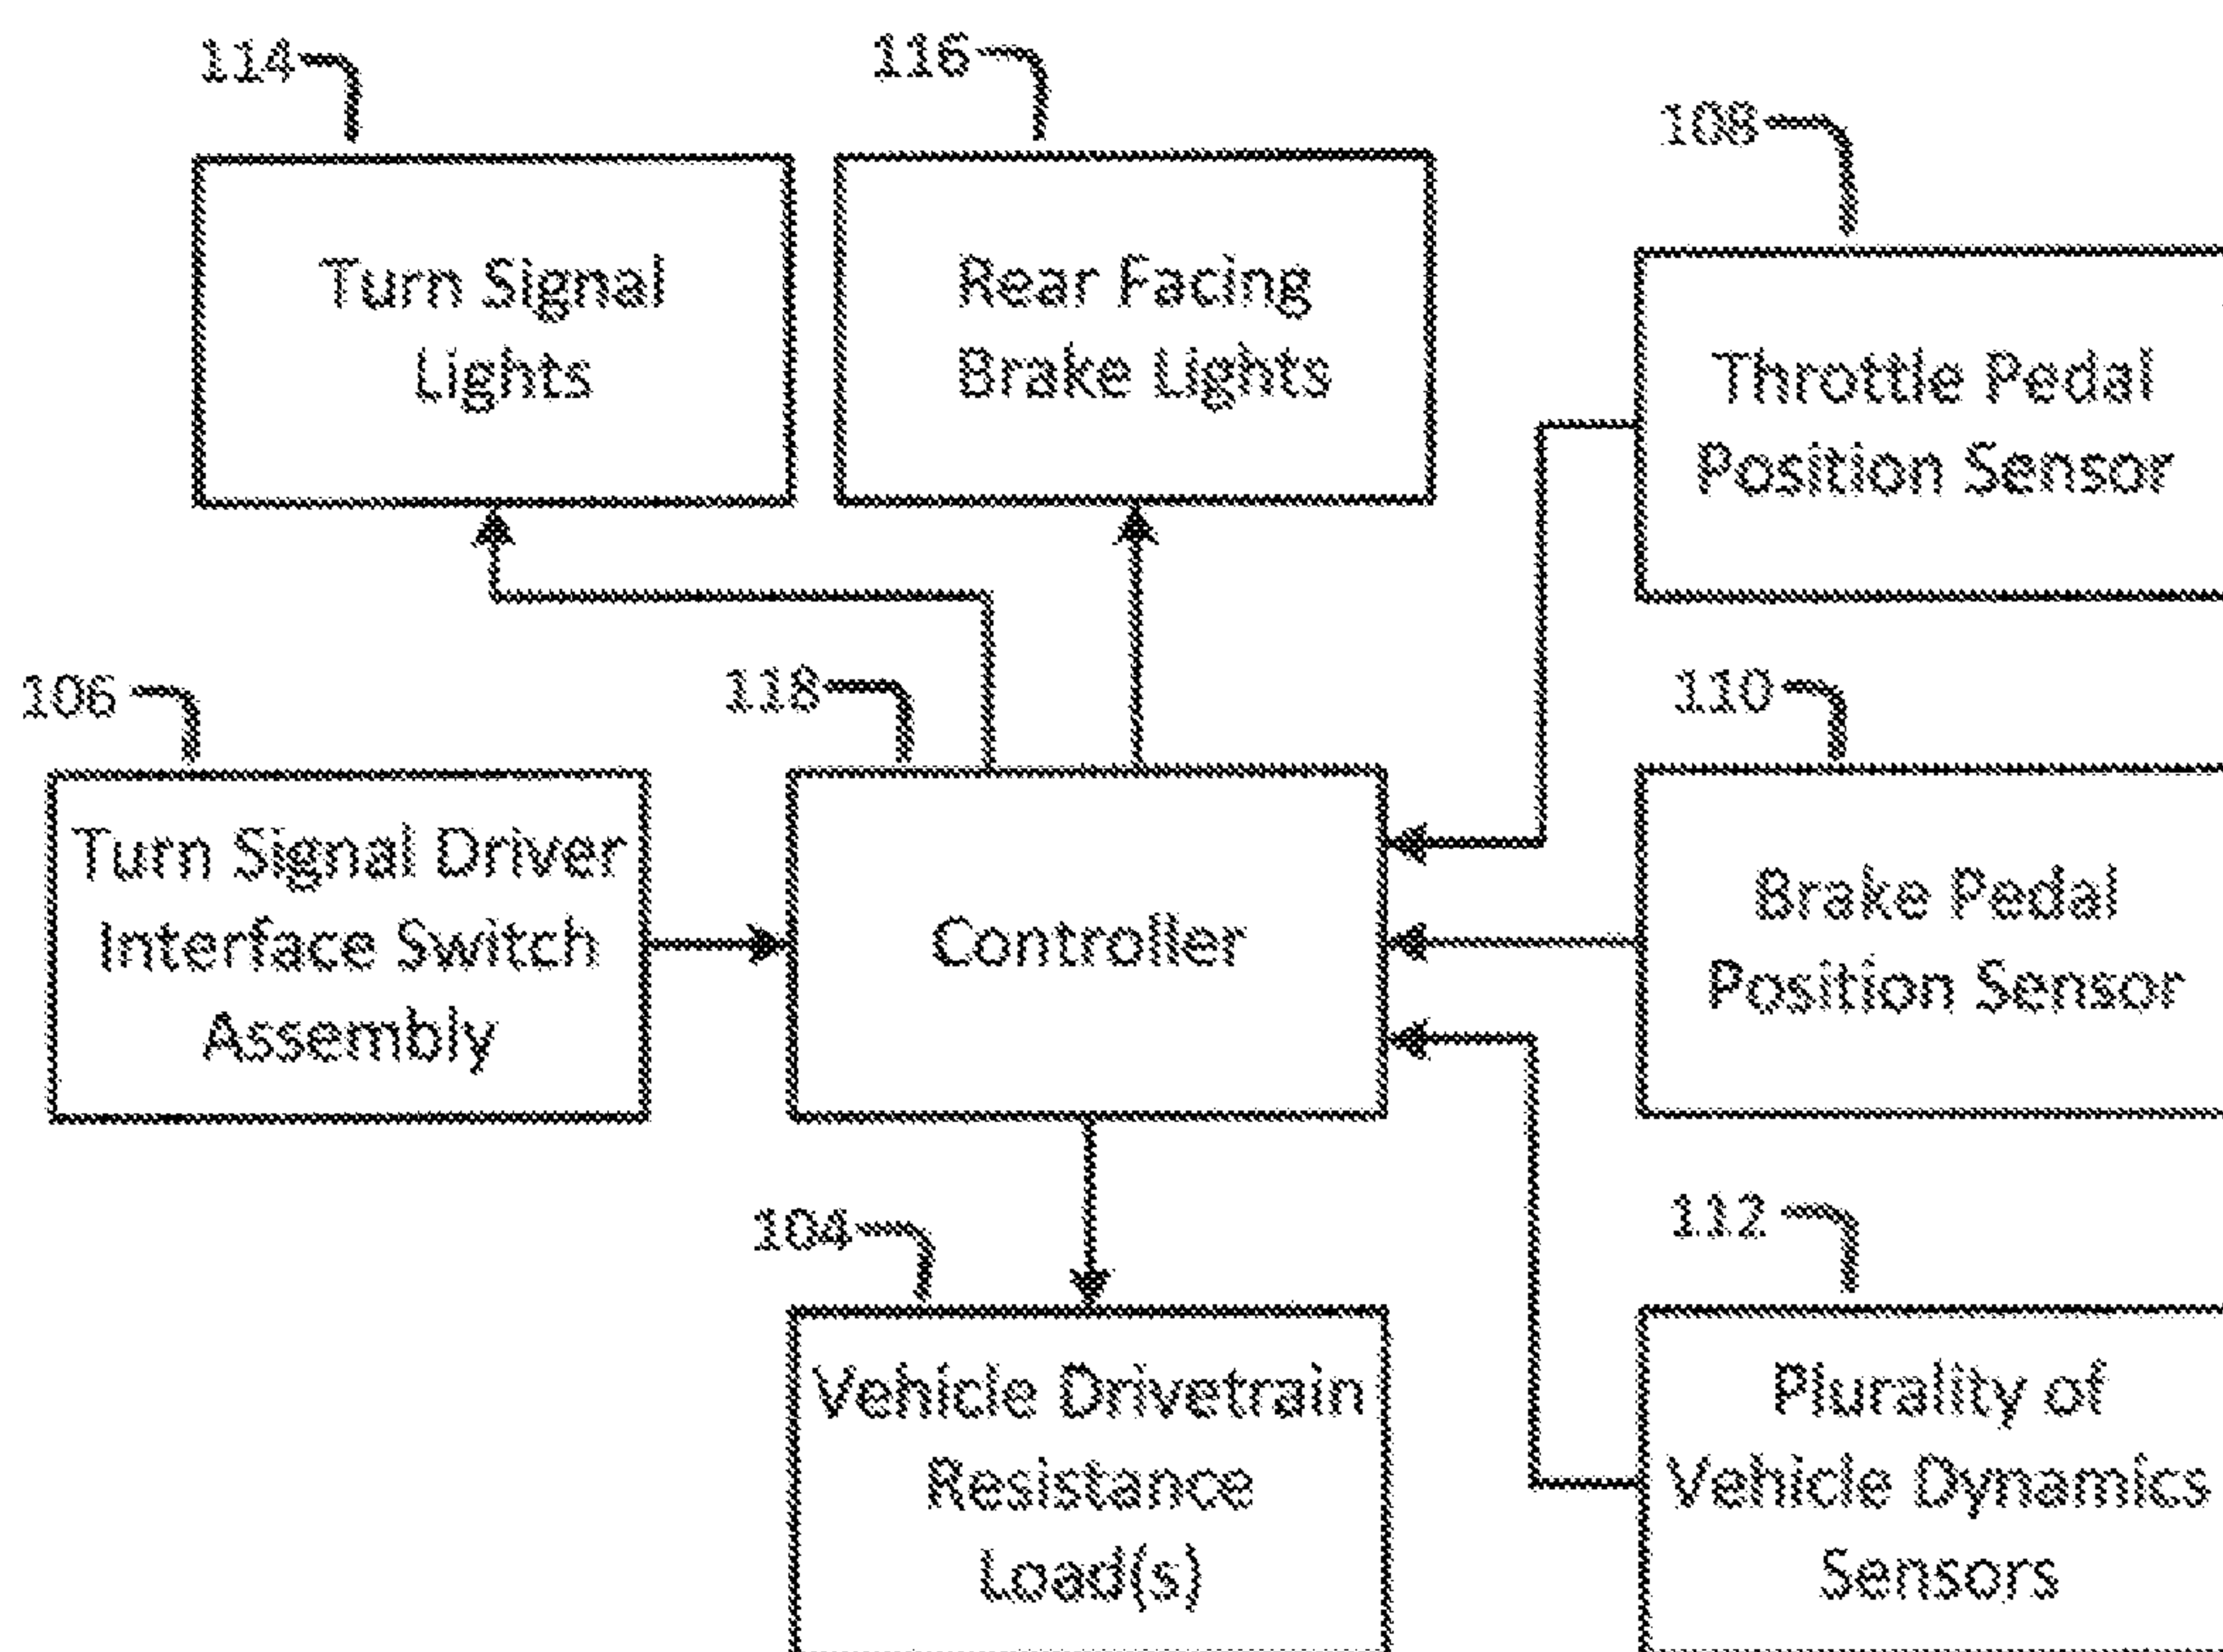 114
Turn Signal
Lights
116
Rear Facing
Brake Lights
108
Throttle Pedal
Position Sensor
106
Turn Signal Driver
Interface Switch
Assembly
118
Controller
110
Brake Pedal
Position Sensor
104
Vehicle Drivetrain
Resistance
Load(s)
112
Plurality of
Vehicle Dynamics
Sensors